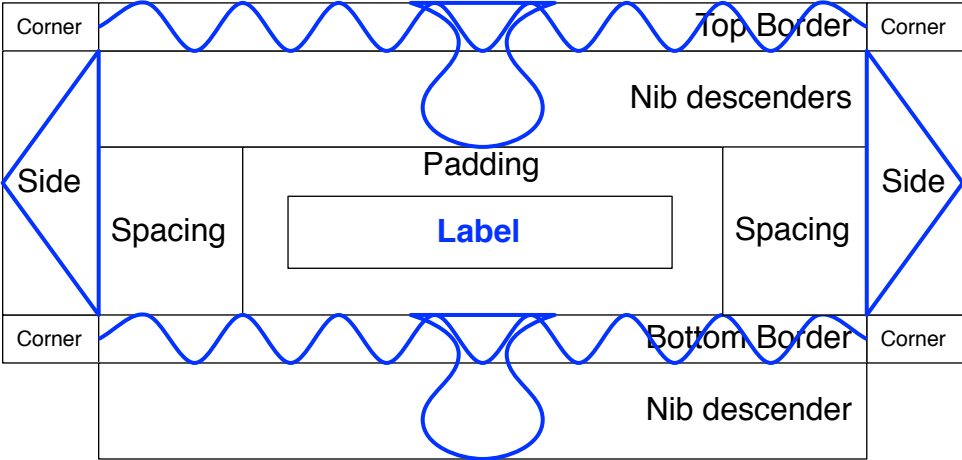 Corner
Top Border
Corner
Nib descenders
Padding
Side
Side
Spacing
Label
Spacing
Corner
Bottom Border
Corner
Nib descender